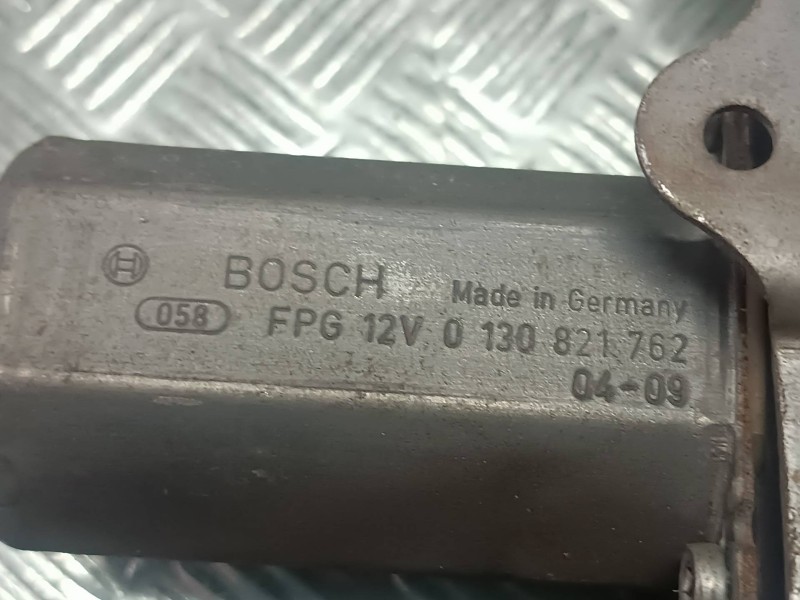 BOSCH Made in Germany
058 FPG 12V 0 130 821 762
04-09